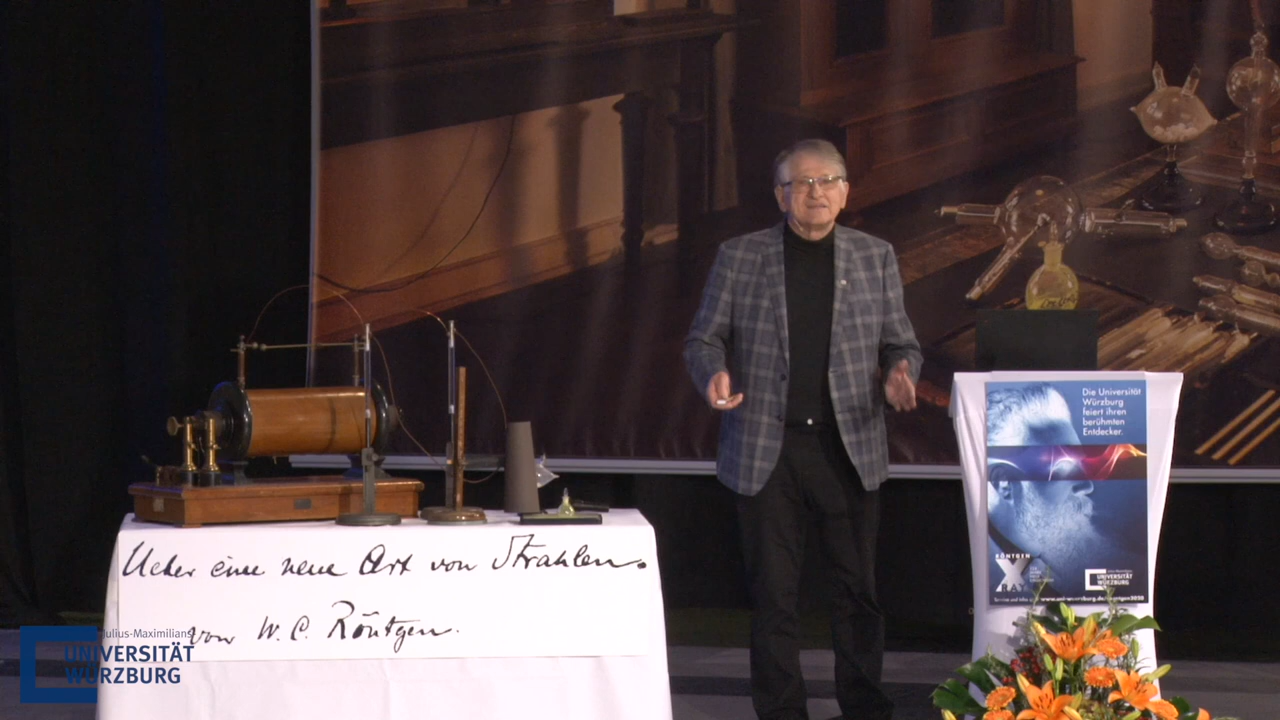 Ueber eine neue Art von Strahlen.
von W. C. Röntgen.
Die Universität
Würzburg
feiert ihren
berühmten
Entdecker.
RÖNTGEN
X
RAY
UNIVERSITÄT
WÜRZBURG
Julius-Maximilians-
UNIVERSITÄT
WÜRZBURG